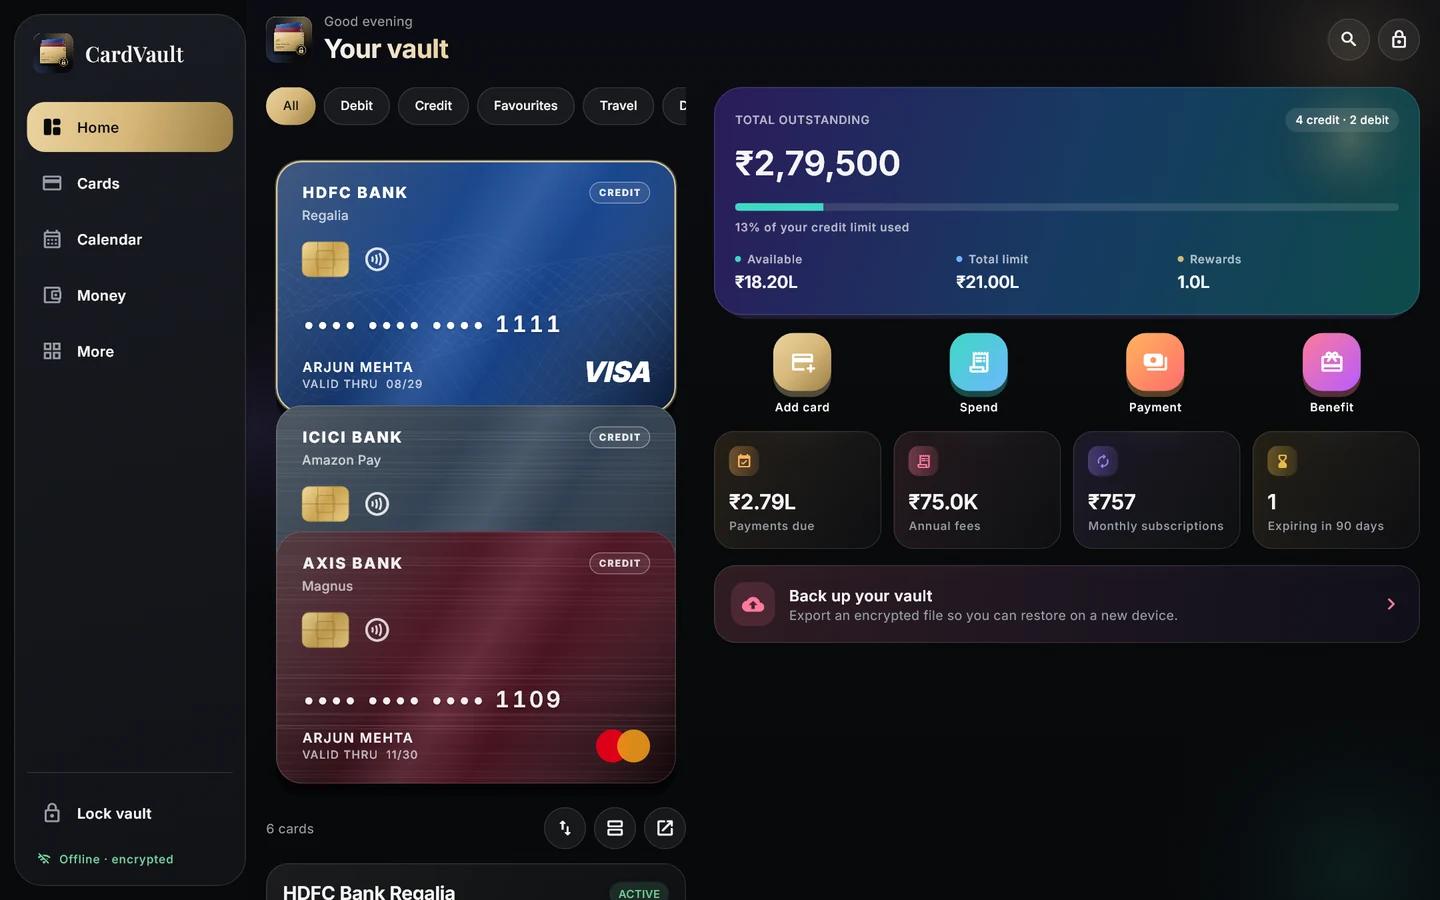 CardVault
Home
Cards
Calendar
Money
More
Lock vault
Offline · encrypted
Good evening
Your vault
All
Debit
Credit
Favourites
Travel
D
HDFC BANK
CREDIT
Regalia
•••• •••• •••• 1111
ARJUN MEHTA
VALID THRU 08/29
VISA
ICICI BANK
CREDIT
Amazon Pay
AXIS BANK
CREDIT
Magnus
•••• •••• •••• 1109
ARJUN MEHTA
VALID THRU 11/30
6 cards
HDFC Bank Regalia
ACTIVE
TOTAL OUTSTANDING
4 credit · 2 debit
₹2,79,500
13% of your credit limit used
Available
₹18.20L
Total limit
₹21.00L
Rewards
1.0L
Add card
Spend
Payment
Benefit
₹2.79L
Payments due
₹75.0K
Annual fees
₹757
Monthly subscriptions
1
Expiring in 90 days
Back up your vault
Export an encrypted file so you can restore on a new device.